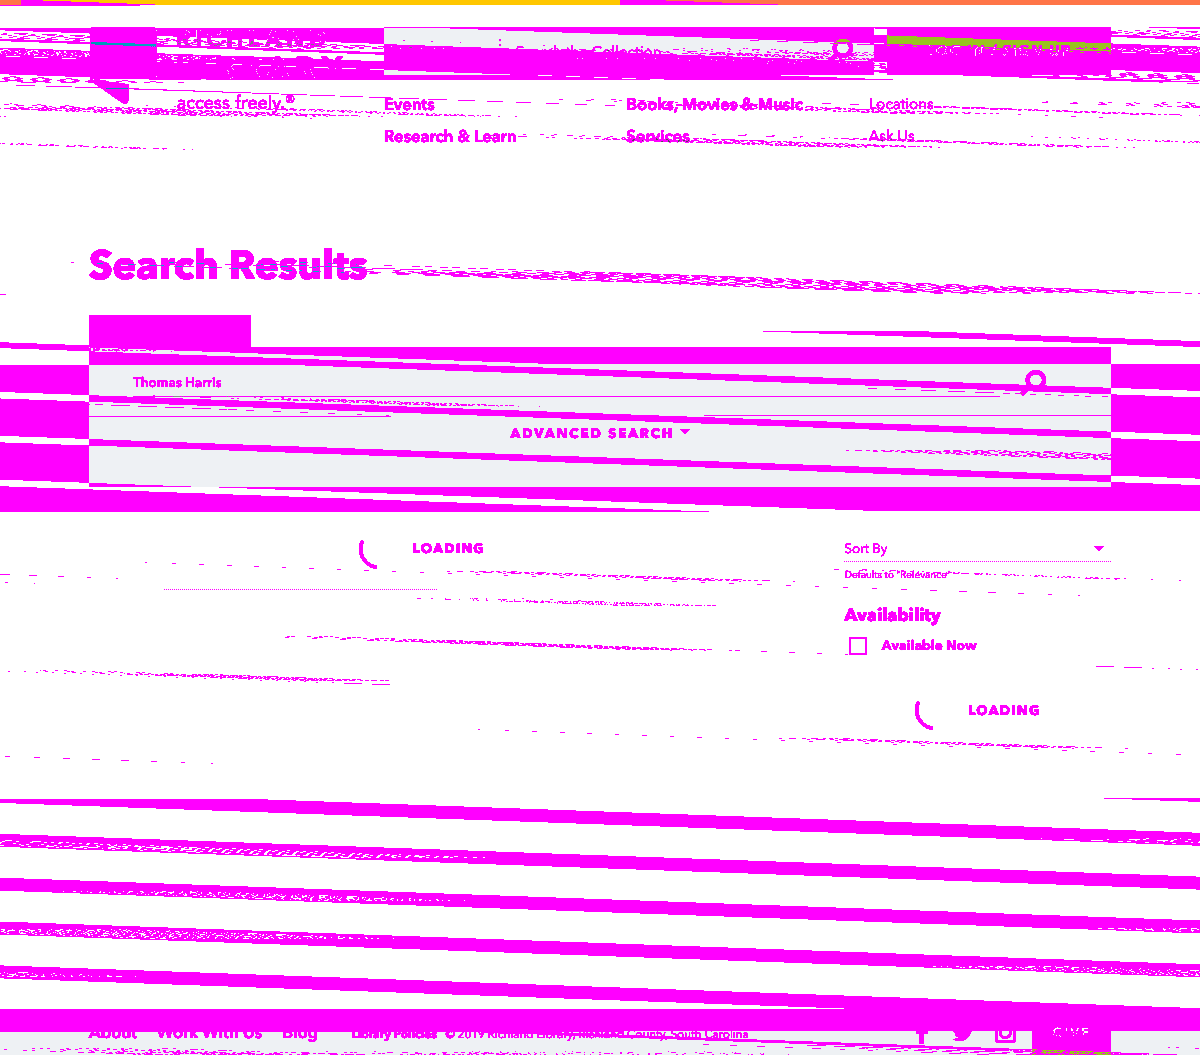 RICHLAND
LIBRARY
access freely.®
Search the Collection
Events
Books, Movies & Music
Locations
Research & Learn
Services
Ask Us
Search Results
Thomas Harris
ADVANCED SEARCH
LOADING
Sort By
Defaults to "Relevance"
Availability
Available Now
LOADING
About Work With Us Blog Library Policies © 2019 Richland Library, Richland County, South Carolina
GIVE